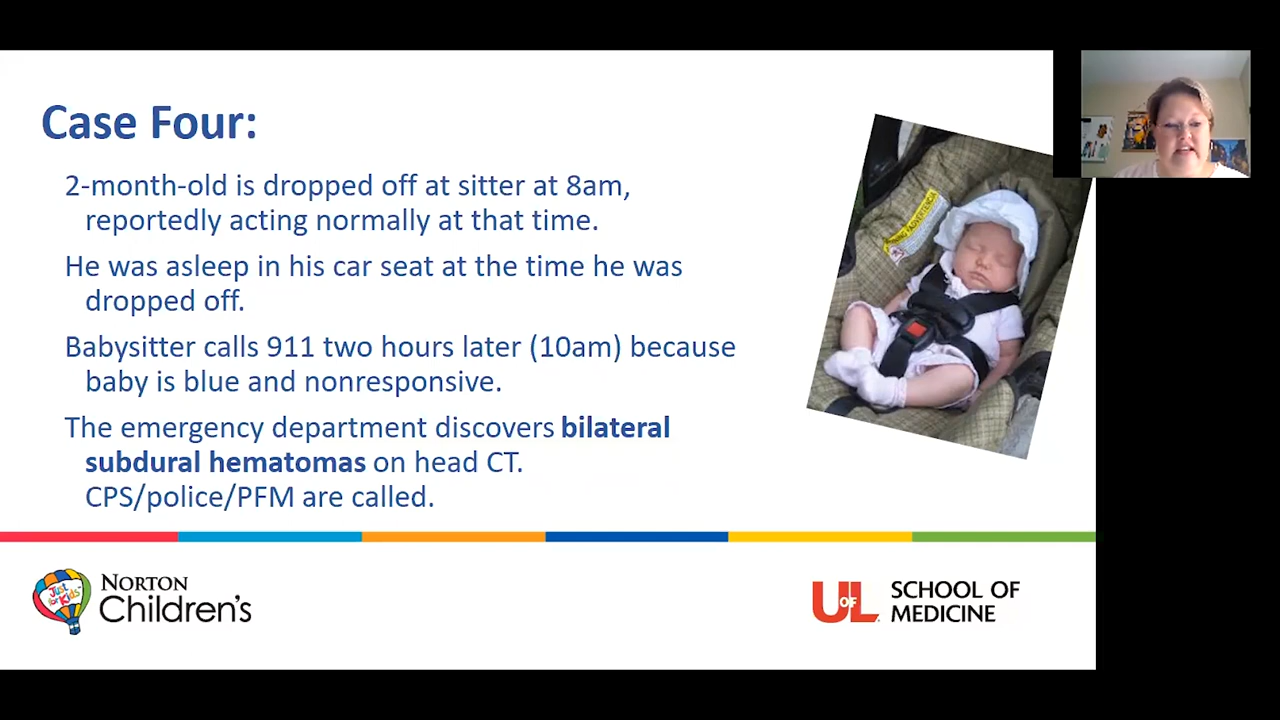 Case Four:
2-month-old is dropped off at sitter at 8am,
reportedly acting normally at that time.
He was asleep in his car seat at the time he was
dropped off.
Babysitter calls 911 two hours later (10am) because
baby is blue and nonresponsive.
The emergency department discovers bilateral
subdural hematomas on head CT.
CPS/police/PFM are called.
Just
for Kids
NORTON
Children's
UofL
SCHOOL OF
MEDICINE